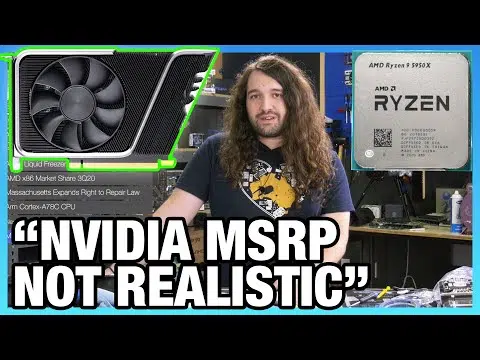 AMD Ryzen 9 5950X
AMD
RYZEN
Liquid Freezer
AMD x86 Market Share 3Q20
Massachusetts Expands Right to Repair Law
Arm Cortex-A78C CPU
“NVIDIA MSRP
NOT REALISTIC”